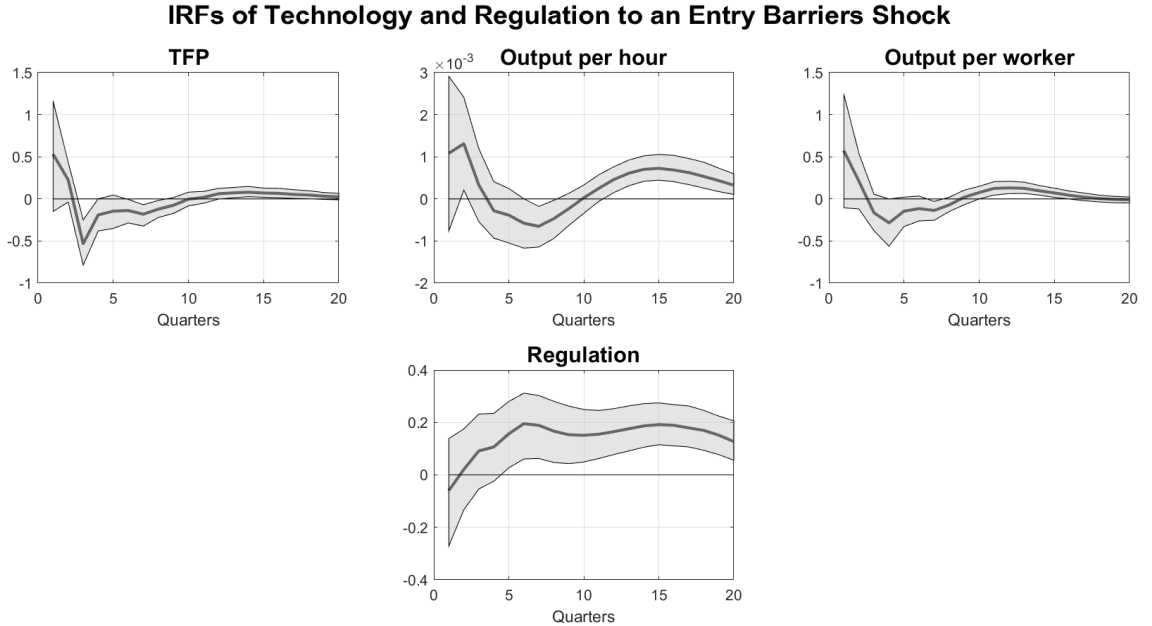 IRFs of Technology and Regulation to an Entry Barriers Shock
TFP
1.5
1
0.5
0
-0.5
-1
0 5 10 15 20
Quarters
×10⁻³
Output per hour
3
2
1
0
-1
-2
0 5 10 15 20
Quarters
Output per worker
1.5
1
0.5
0
-0.5
-1
0 5 10 15 20
Quarters
Regulation
0.4
0.2
0
-0.2
-0.4
0 5 10 15 20
Quarters